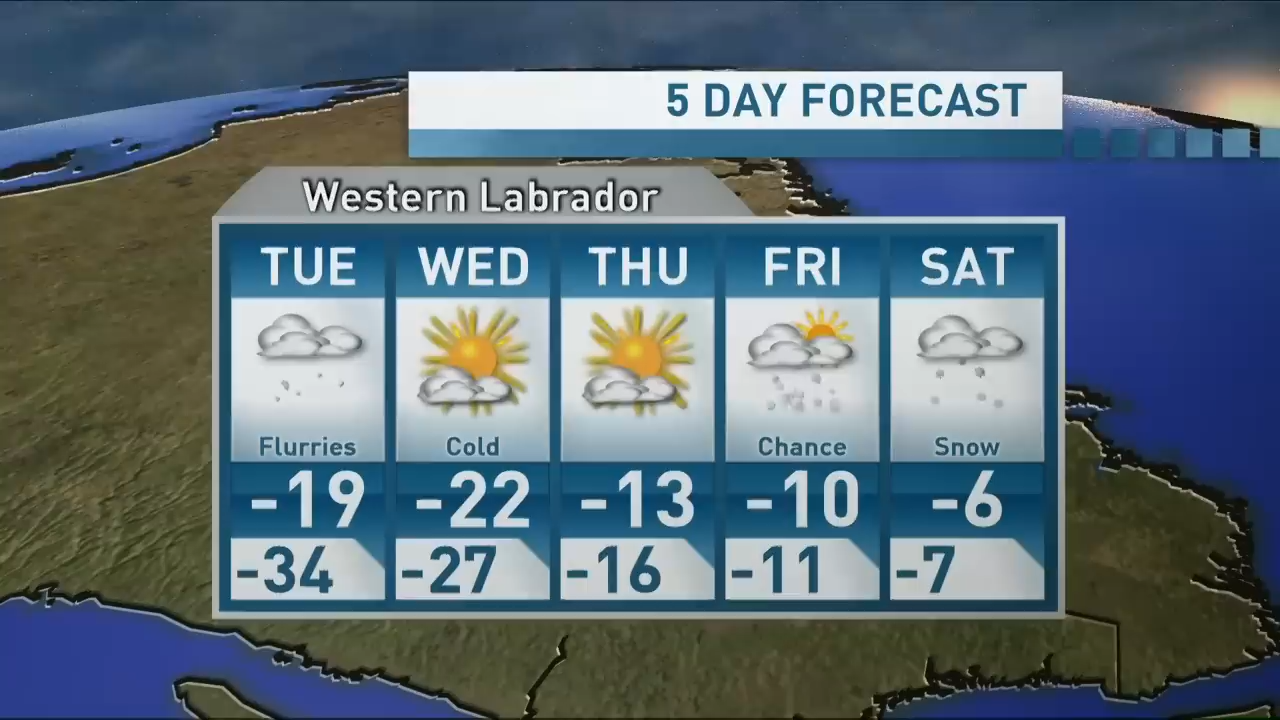 5 DAY FORECAST
Western Labrador
TUE WED THU FRI SAT
Flurries Cold Chance Snow
-19 -22 -13 -10 -6
-34 -27 -16 -11 -7